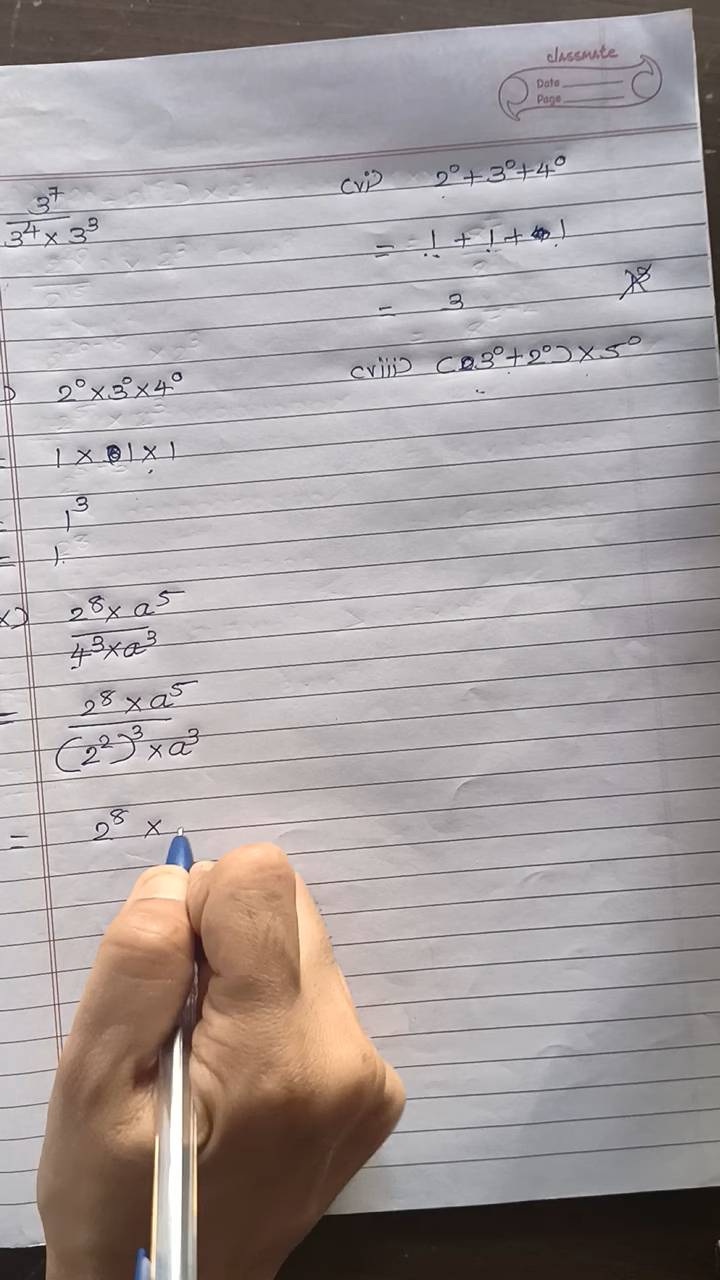 classmate
Date
Page
3⁷
3⁴ × 3³
(vi) 2⁰ + 3⁰ + 4⁰
= 1 + 1 + 1
= 3
) 2⁰ × 3⁰ × 4⁰
= 1 × 1 × 1
= 1³
= 1
(viii) (3⁰ + 2⁰) × 5⁰
x) 2⁸ × a⁵
4³ × a³
= 2⁸ × a⁵
(2²)³ × a³
= 2⁸ ×